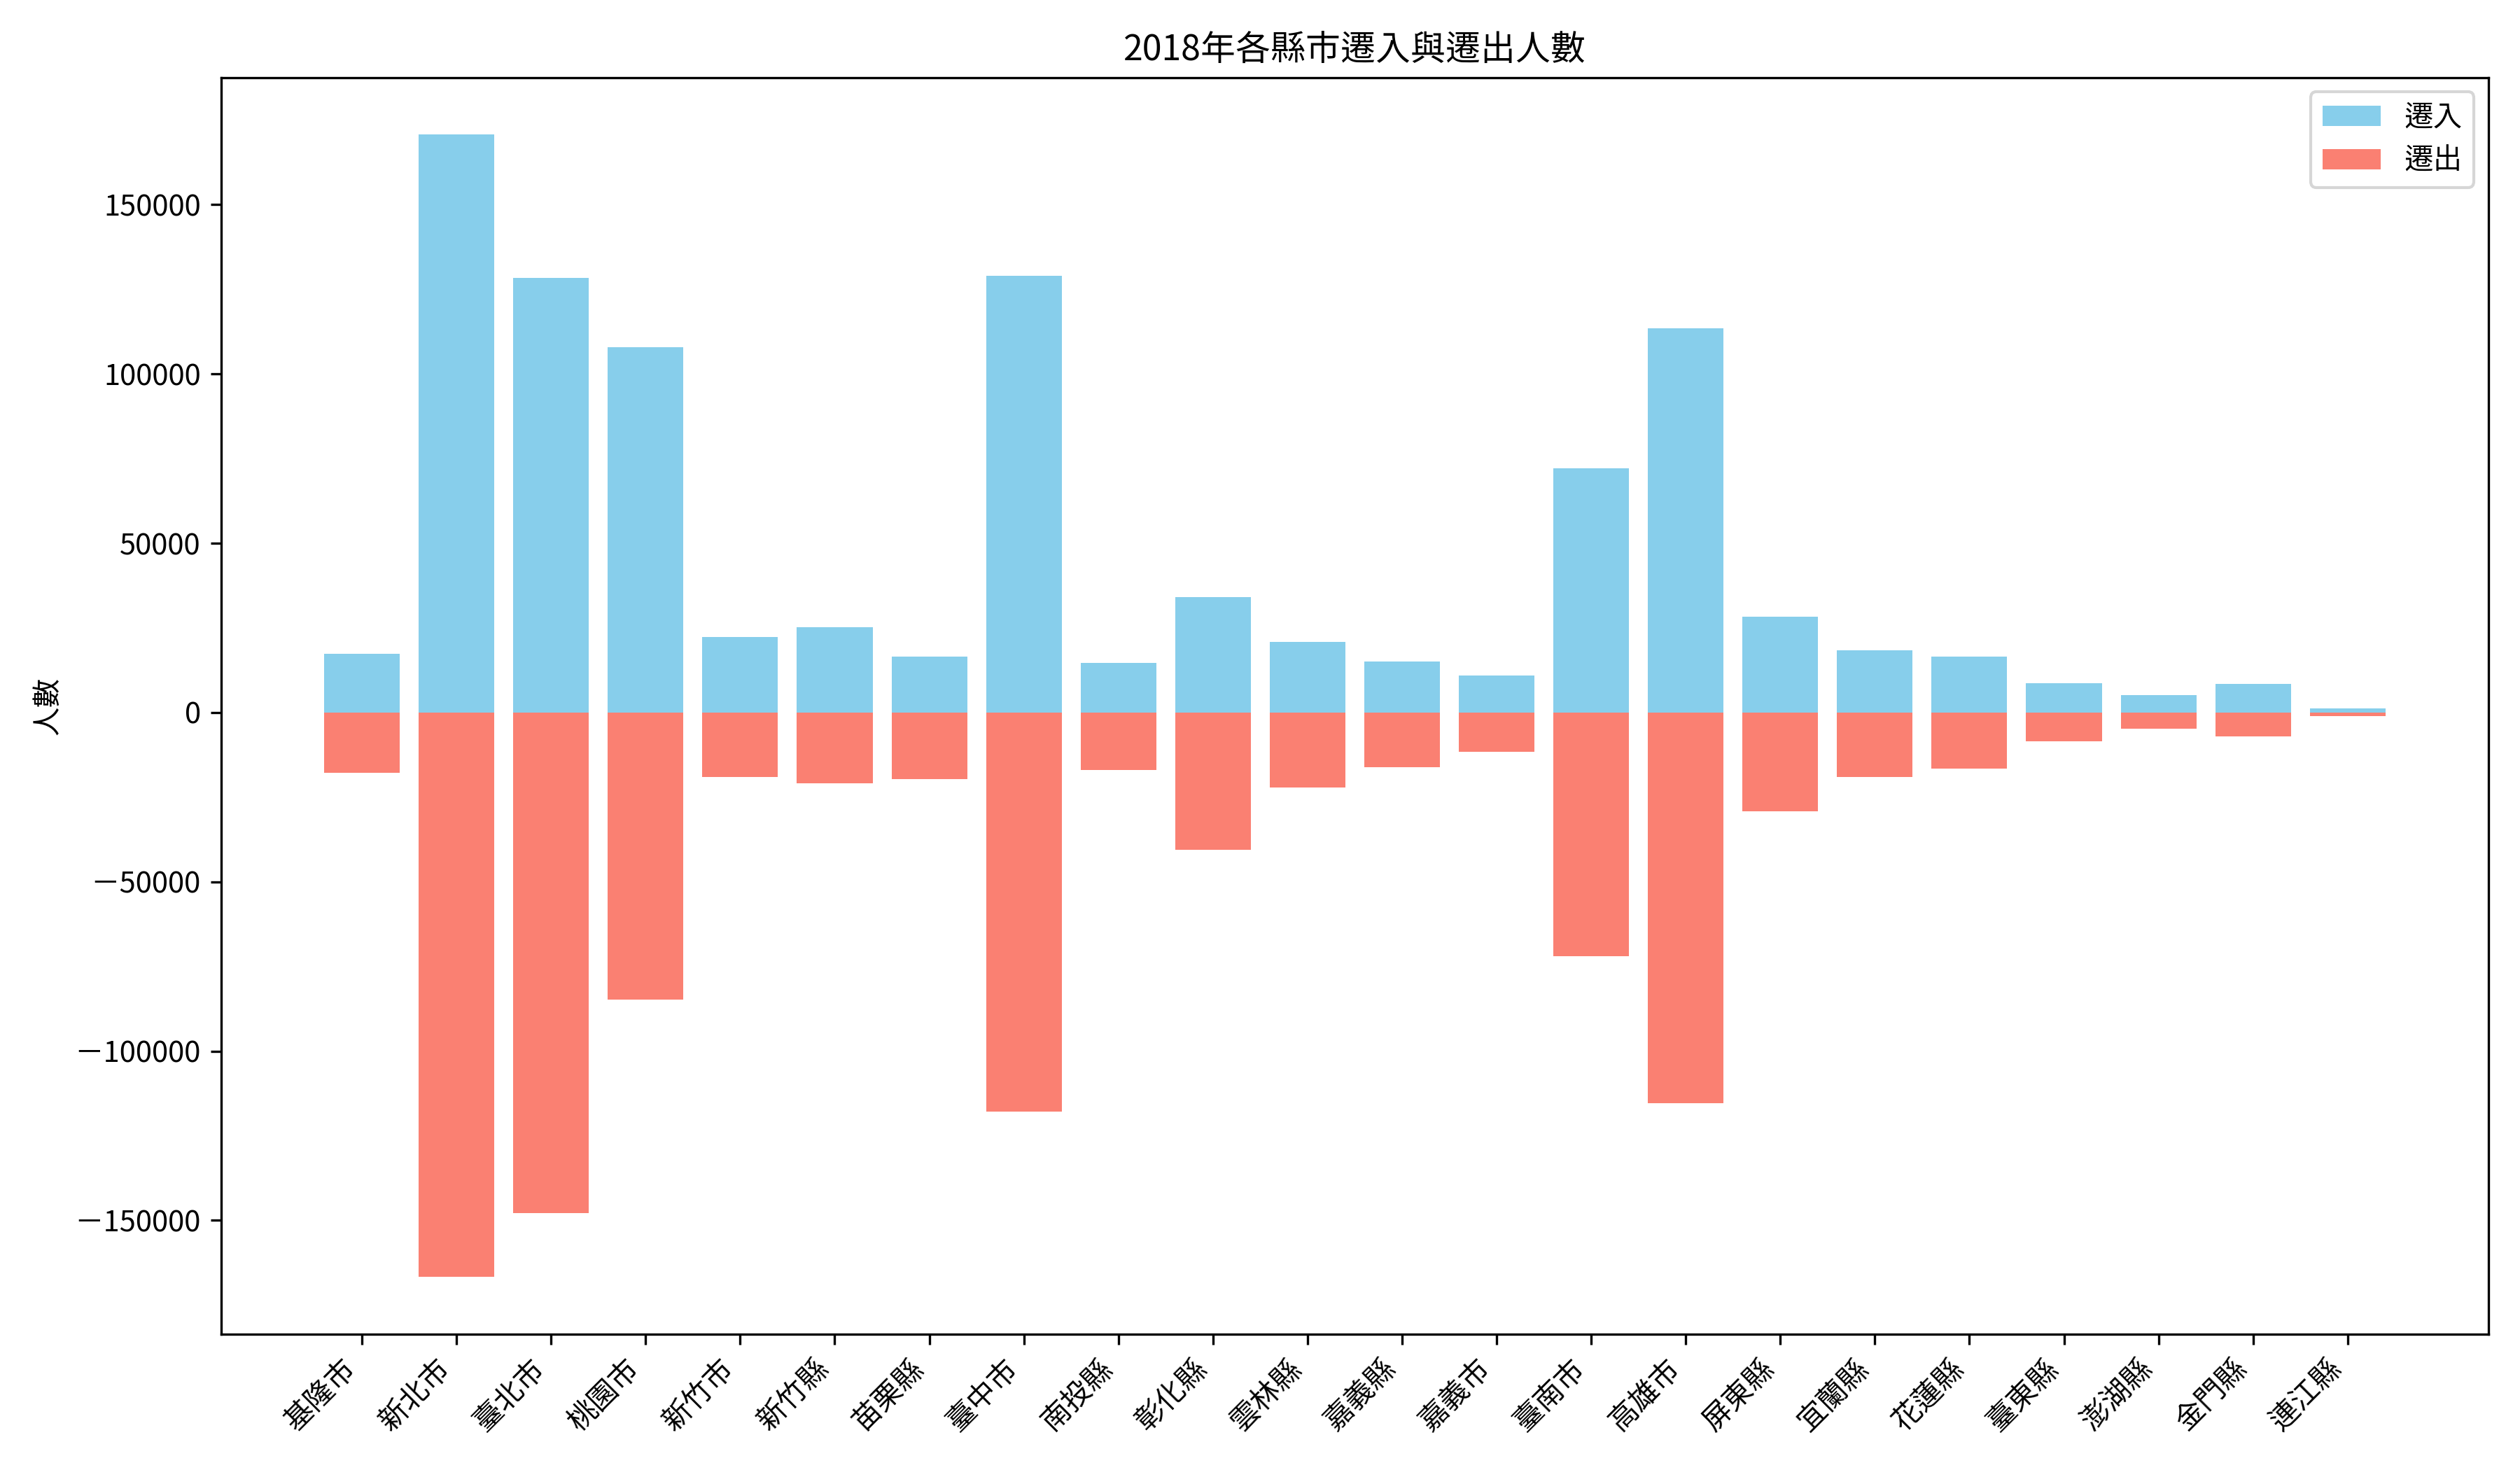 2018年各縣市遷入與遷出人數
遷入
遷出
人數
150000
100000
50000
0
−50000
−100000
−150000
基隆市
新北市
臺北市
桃園市
新竹市
新竹縣
苗栗縣
臺中市
南投縣
彰化縣
雲林縣
嘉義縣
嘉義市
臺南市
高雄市
屏東縣
宜蘭縣
花蓮縣
臺東縣
澎湖縣
金門縣
連江縣